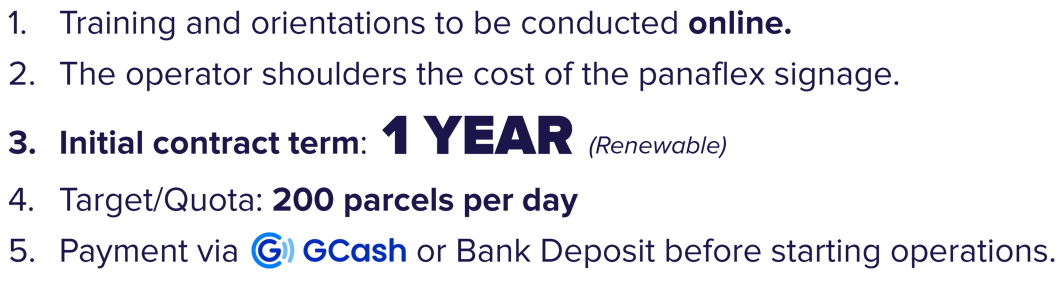 1. Training and orientations to be conducted online.
2. The operator shoulders the cost of the panaflex signage.
3. Initial contract term: 1 YEAR (Renewable)
4. Target/Quota: 200 parcels per day
5. Payment via G GCash or Bank Deposit before starting operations.